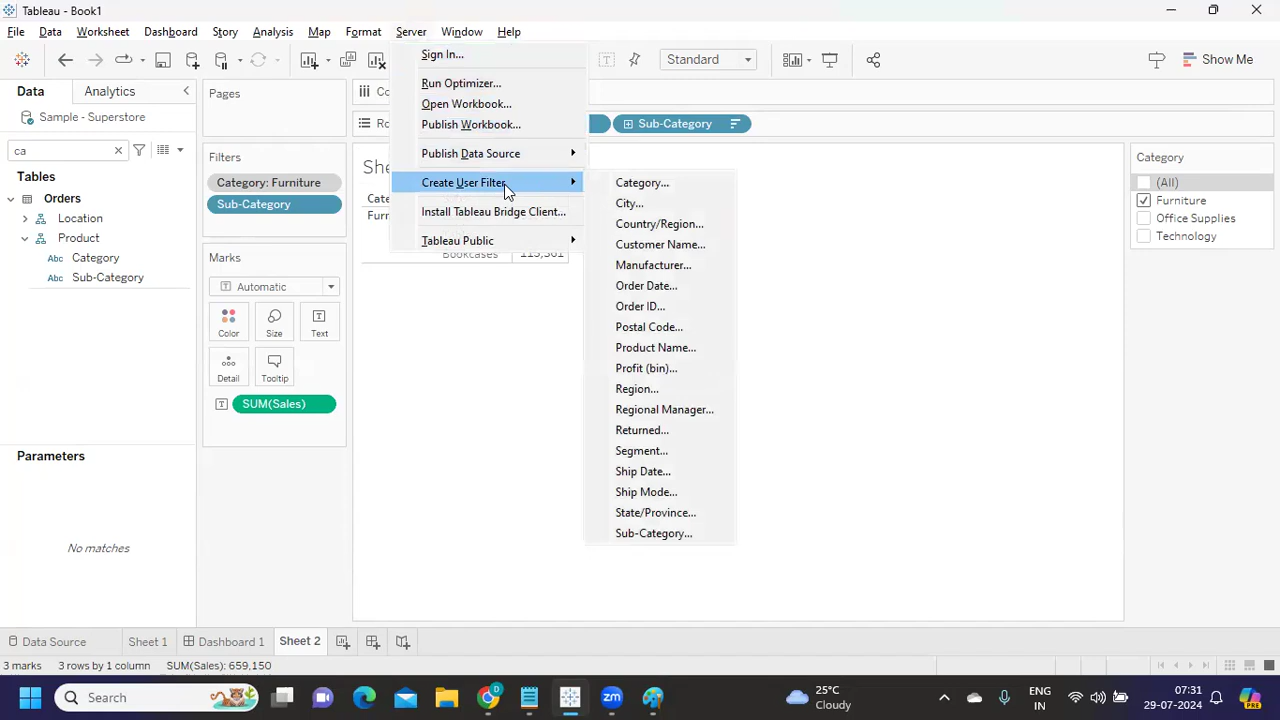 Tableau - Book1
File Data Worksheet Dashboard Story Analysis Map Format Server Window Help
Standard
Show Me
Data Analytics
Sample - Superstore
ca
Tables
Orders
Location
Product
Abc Category
Abc Sub-Category
Parameters
No matches
Pages
Filters
Category: Furniture
Sub-Category
Marks
Automatic
Color Size Text
Detail Tooltip
SUM(Sales)
Sub-Category
Sign In...
Run Optimizer...
Open Workbook...
Publish Workbook...
Publish Data Source
Create User Filter
Install Tableau Bridge Client...
Tableau Public
Bookcases
Category...
City...
Country/Region...
Customer Name...
Manufacturer...
Order Date...
Order ID...
Postal Code...
Product Name...
Profit (bin)...
Region...
Regional Manager...
Returned...
Segment...
Ship Date...
Ship Mode...
State/Province...
Sub-Category...
Category
(All)
Furniture
Office Supplies
Technology
Data Source Sheet 1 Dashboard 1 Sheet 2
3 marks 3 rows by 1 column SUM(Sales): 659,150
Search
25°C
Cloudy
ENG
IN
07:31
29-07-2024